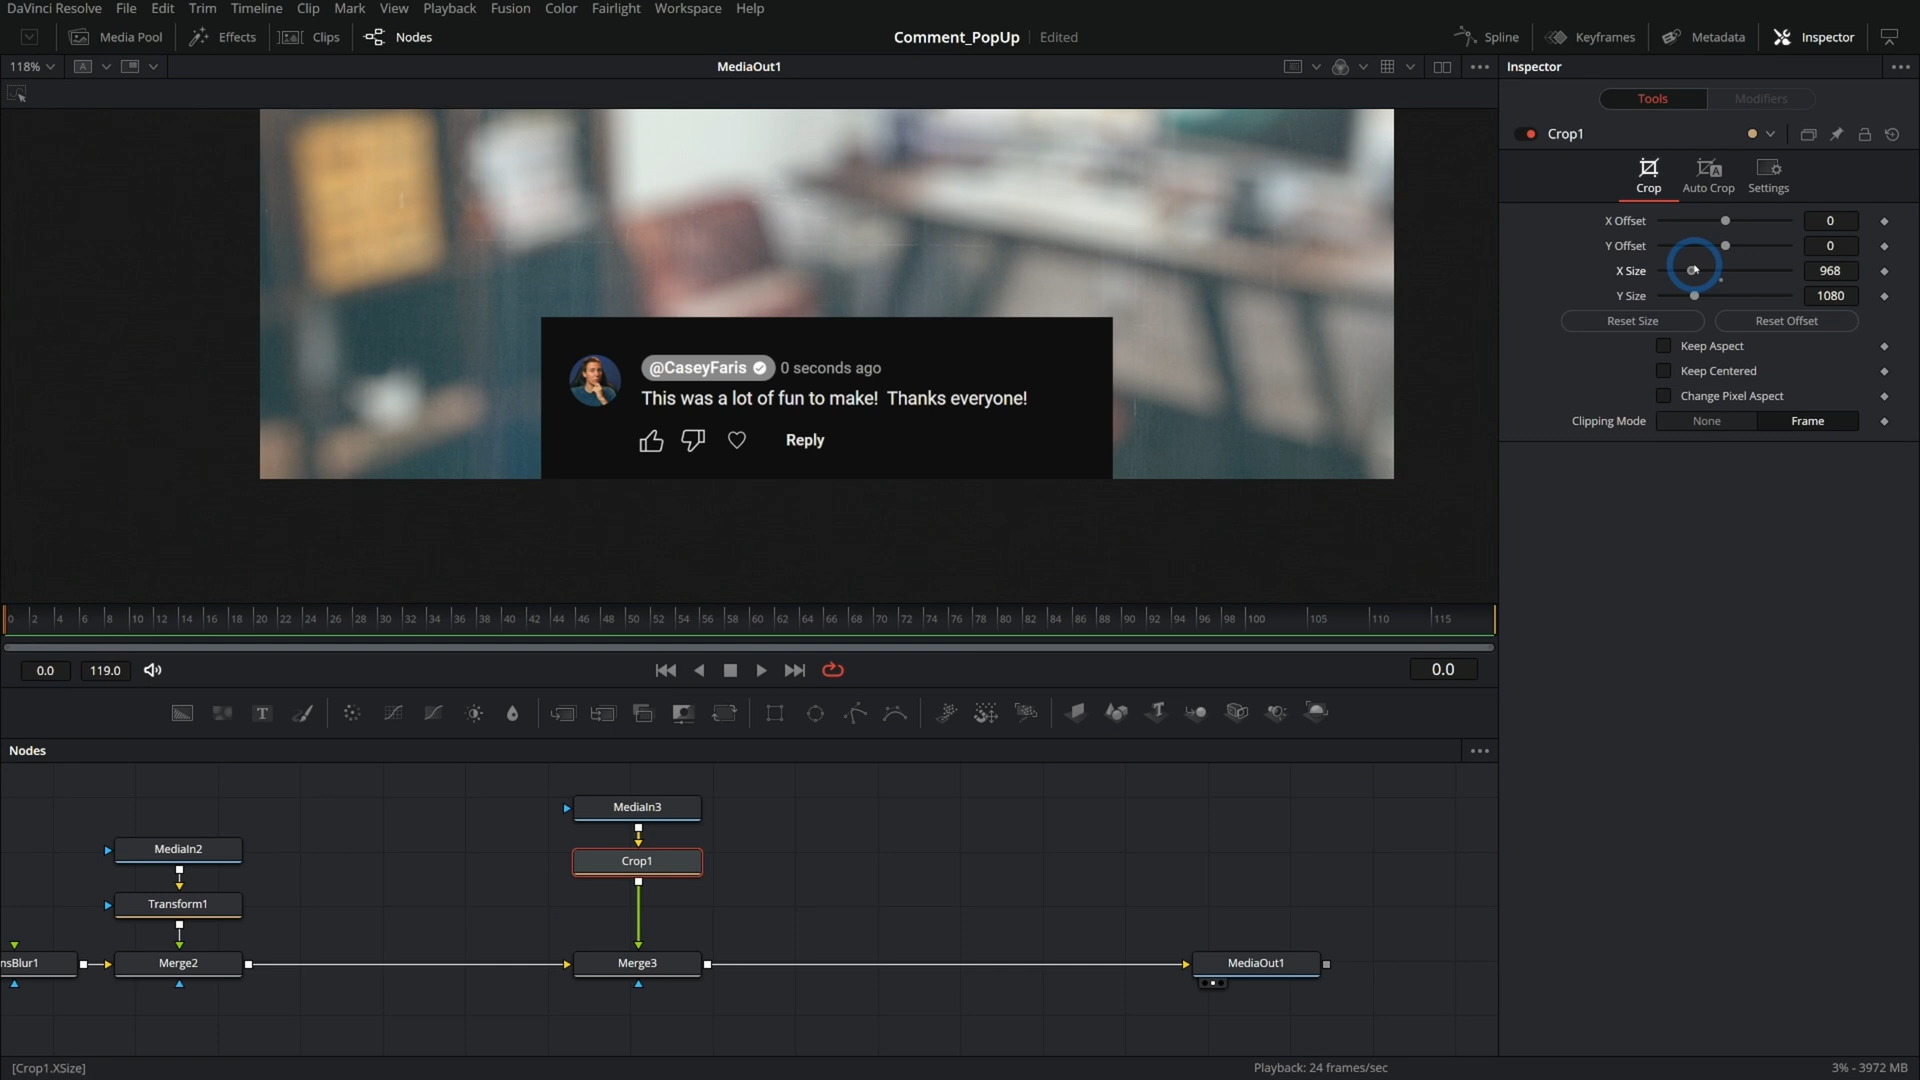 DaVinci Resolve File Edit Trim Timeline Clip Mark View Playback Fusion Color Fairlight Workspace Help
Media Pool Effects Clips Nodes Comment_PopUp Edited Spline Keyframes Metadata Inspector
118% A MediaOut1 Inspector
Tools Modifiers
Crop1
Crop Auto Crop Settings
X Offset 0
Y Offset 0
X Size 968
Y Size 1080
Reset Size Reset Offset
Keep Aspect
Keep Centered
Change Pixel Aspect
Clipping Mode None Frame
@CaseyFaris 0 seconds ago
This was a lot of fun to make! Thanks everyone!
Reply
0 2 4 6 8 10 12 14 16 18 20 22 24 26 28 30 32 34 36 38 40 42 44 46 48 50 52 54 56 58 60 62 64 66 68 70 72 74 76 78 80 82 84 86 88 90 92 94 96 98 100 105 110 115
0.0 119.0 0.0
T T
Nodes
MediaIn3
MediaIn2 Crop1
Transform1
nsBlur1 Merge2 Merge3 MediaOut1
[Crop1.XSize] Playback: 24 frames/sec 3% - 3972 MB